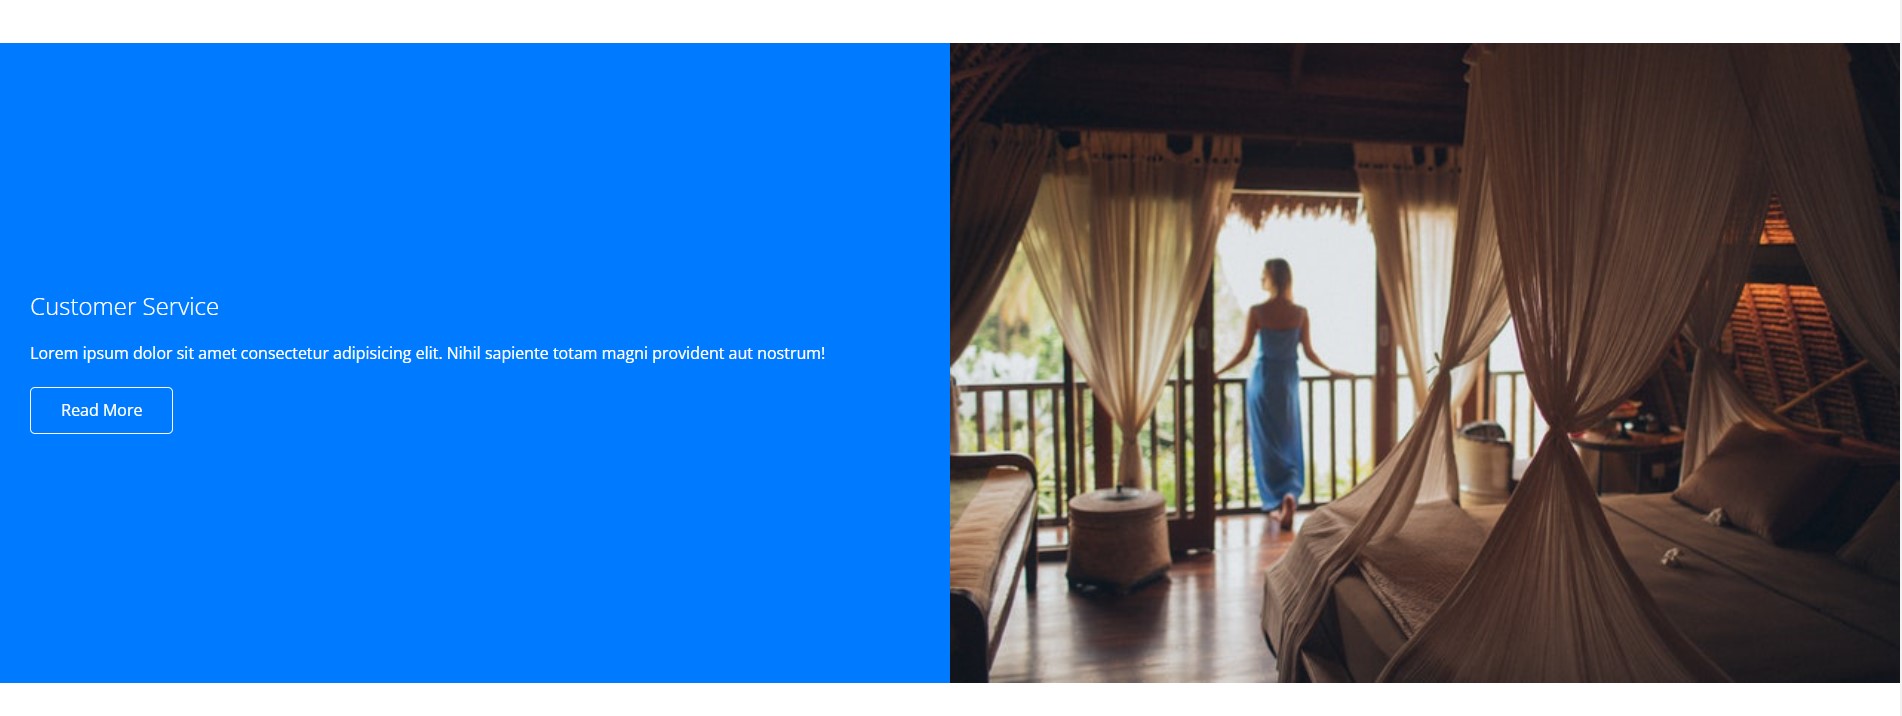 Customer Service
Lorem ipsum dolor sit amet consectetur adipisicing elit. Nihil sapiente totam magni provident aut nostrum!
Read More